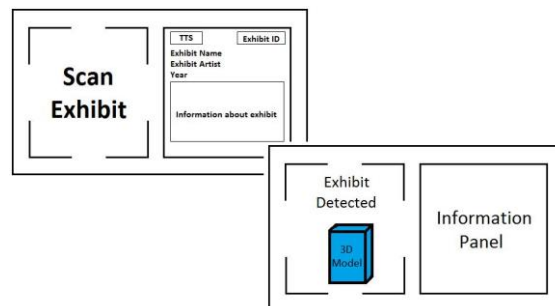 Scan
Exhibit
TTS
Exhibit ID
Exhibit Name
Exhibit Artist
Year
Information about exhibit
Exhibit
Detected
3D
Model
Information
Panel